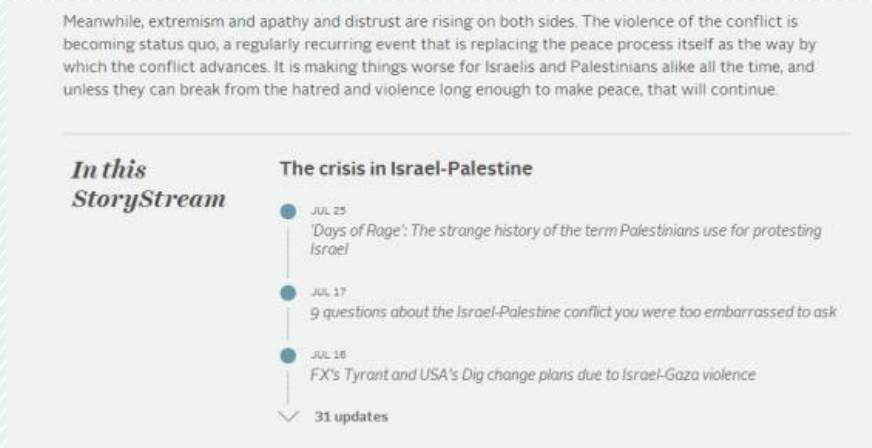 Meanwhile, extremism and apathy and distrust are rising on both sides. The violence of the conflict is
becoming status quo, a regularly recurring event that is replacing the peace process itself as the way by
which the conflict advances. It is making things worse for Israelis and Palestinians alike all the time, and
unless they can break from the hatred and violence long enough to make peace, that will continue.
In this
StoryStream
The crisis in Israel-Palestine
JUL 25
'Days of Rage': The strange history of the term Palestinians use for protesting
Israel
JUL 17
9 questions about the Israel-Palestine conflict you were too embarrassed to ask
JUL 16
FX's Tyrant and USA's Dig change plans due to Israel-Gaza violence
31 updates